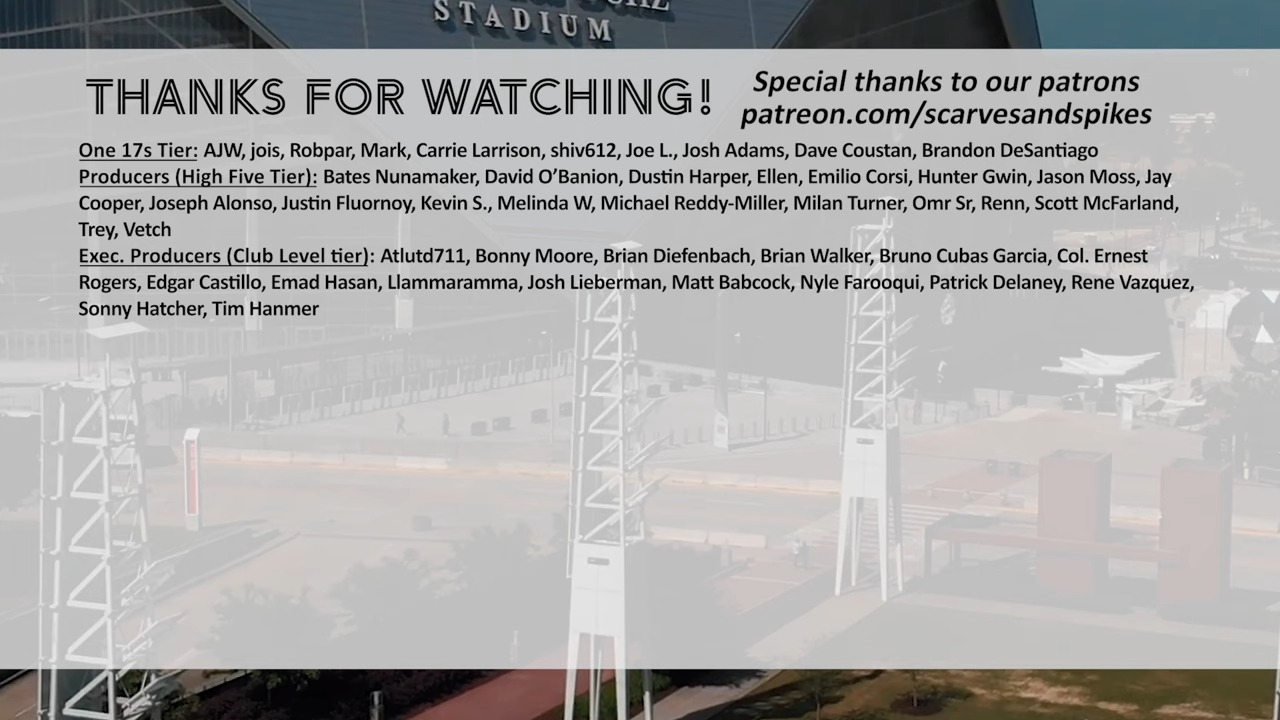 STADIUM
THANKS FOR WATCHING!
Special thanks to our patrons
patreon.com/scarvesandspikes
One 17s Tier: AJW, jois, Robpar, Mark, Carrie Larrison, shiv612, Joe L., Josh Adams, Dave Coustan, Brandon DeSantiago
Producers (High Five Tier): Bates Nunamaker, David O’Banion, Dustin Harper, Ellen, Emilio Corsi, Hunter Gwin, Jason Moss, Jay
Cooper, Joseph Alonso, Justin Fluornoy, Kevin S., Melinda W, Michael Reddy-Miller, Milan Turner, Omr Sr, Renn, Scott McFarland,
Trey, Vetch
Exec. Producers (Club Level tier): Atlutd711, Bonny Moore, Brian Diefenbach, Brian Walker, Bruno Cubas Garcia, Col. Ernest
Rogers, Edgar Castillo, Emad Hasan, Llammaramma, Josh Lieberman, Matt Babcock, Nyle Farooqui, Patrick Delaney, Rene Vazquez,
Sonny Hatcher, Tim Hanmer